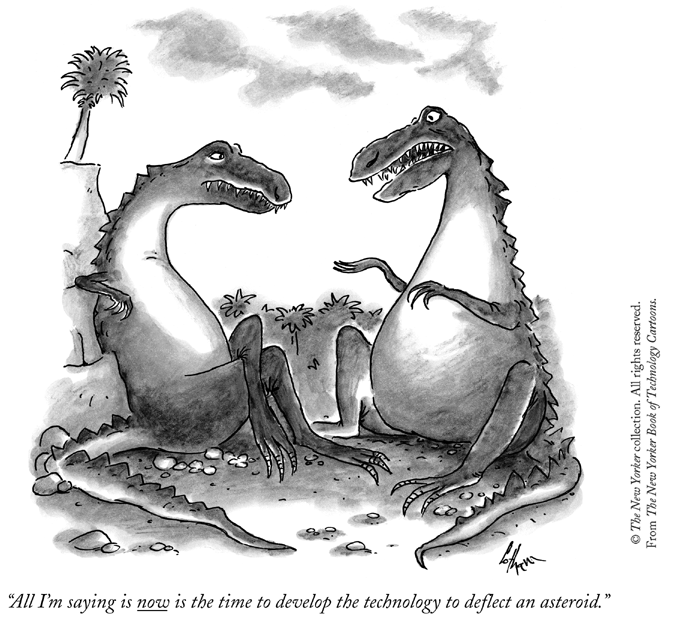 © The New Yorker collection. All rights reserved.
From The New Yorker Book of Technology Cartoons.
Cotham
“All I’m saying is now is the time to develop the technology to deflect an asteroid.”